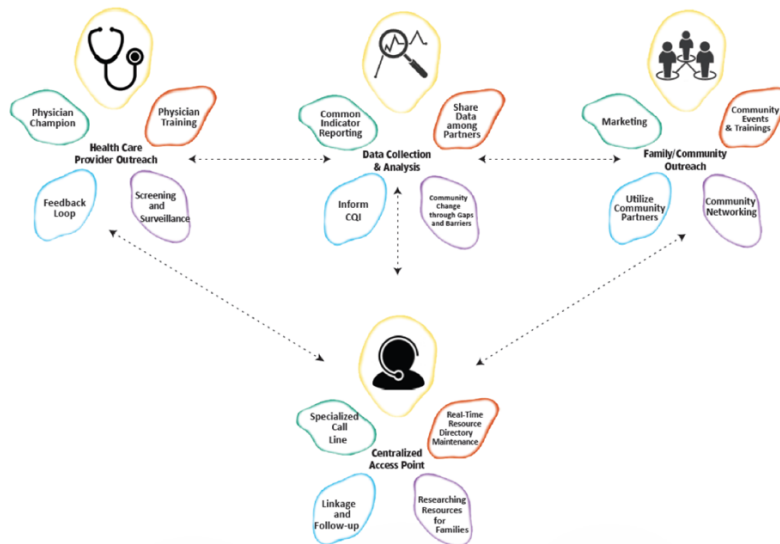 Physician
Champion
Physician
Training
Health Care
Provider Outreach
Feedback
Loop
Screening
and
Surveillance
Common
Indicator
Reporting
Share
Data among
Partners
Data Collection
& Analysis
Inform
CQI
Community
Change
through Gaps
and Barriers
Marketing
Community
Events
& Trainings
Family/Community
Outreach
Utilize
Community
Partners
Community
Networking
Specialized
Call
Line
Real-Time
Resource
Directory
Maintenance
Centralized
Access Point
Linkage
and
Follow-up
Researching
Resources
for
Families